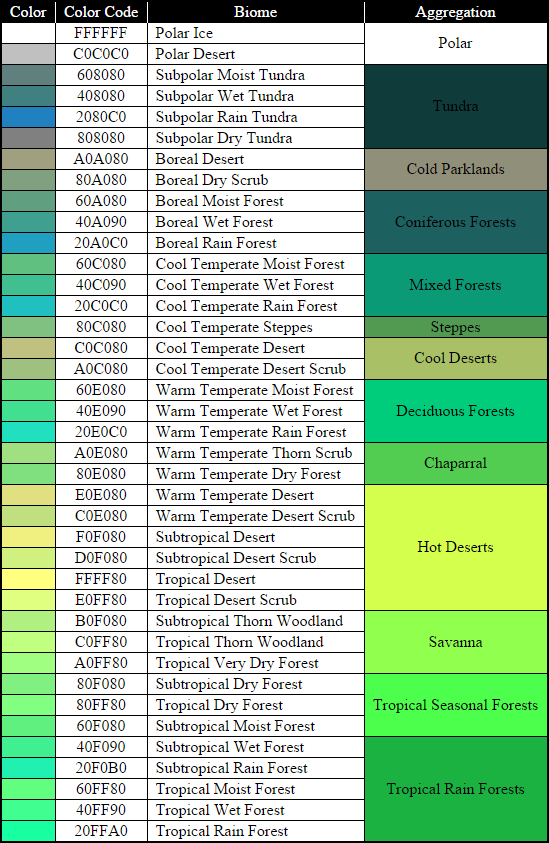 Color Color Code Biome Aggregation
FFFFFF Polar Ice
Polar
C0C0C0 Polar Desert
608080 Subpolar Moist Tundra
408080 Subpolar Wet Tundra
Tundra
2080C0 Subpolar Rain Tundra
808080 Subpolar Dry Tundra
A0A080 Boreal Desert
Cold Parklands
80A080 Boreal Dry Scrub
60A080 Boreal Moist Forest
40A090 Boreal Wet Forest Coniferous Forests
20A0C0 Boreal Rain Forest
60C080 Cool Temperate Moist Forest
40C090 Cool Temperate Wet Forest Mixed Forests
20C0C0 Cool Temperate Rain Forest
80C080 Cool Temperate Steppes Steppes
C0C080 Cool Temperate Desert
Cool Deserts
A0C080 Cool Temperate Desert Scrub
60E080 Warm Temperate Moist Forest
40E090 Warm Temperate Wet Forest Deciduous Forests
20E0C0 Warm Temperate Rain Forest
A0E080 Warm Temperate Thorn Scrub
Chaparral
80E080 Warm Temperate Dry Forest
E0E080 Warm Temperate Desert
C0E080 Warm Temperate Desert Scrub
F0F080 Subtropical Desert
Hot Deserts
D0F080 Subtropical Desert Scrub
FFFF80 Tropical Desert
E0FF80 Tropical Desert Scrub
B0F080 Subtropical Thorn Woodland
C0FF80 Tropical Thorn Woodland Savanna
A0FF80 Tropical Very Dry Forest
80F080 Subtropical Dry Forest
80FF80 Tropical Dry Forest Tropical Seasonal Forests
60F080 Subtropical Moist Forest
40F090 Subtropical Wet Forest
20F0B0 Subtropical Rain Forest
60FF80 Tropical Moist Forest Tropical Rain Forests
40FF90 Tropical Wet Forest
20FFA0 Tropical Rain Forest